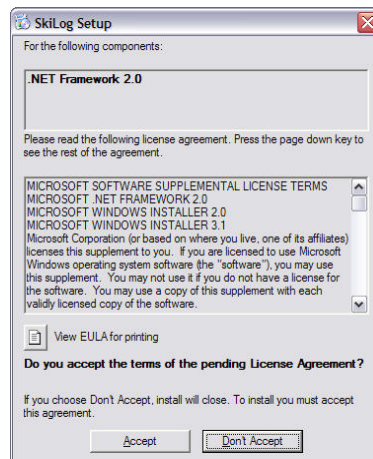 SkiLog Setup
For the following components:
.NET Framework 2.0
Please read the following license agreement. Press the page down key to
see the rest of the agreement.
MICROSOFT SOFTWARE SUPPLEMENTAL LICENSE TERMS
MICROSOFT .NET FRAMEWORK 2.0
MICROSOFT WINDOWS INSTALLER 2.0
MICROSOFT WINDOWS INSTALLER 3.1
Microsoft Corporation (or based on where you live, one of its affiliates)
licenses this supplement to you. If you are licensed to use Microsoft
Windows operating system software (the "software"), you may use
this supplement. You may not use it if you do not have a license for
the software. You may use a copy of this supplement with each
validly licensed copy of the software.
View EULA for printing
Do you accept the terms of the pending License Agreement?
If you choose Don't Accept, install will close. To install you must accept
this agreement.
Accept
Don't Accept